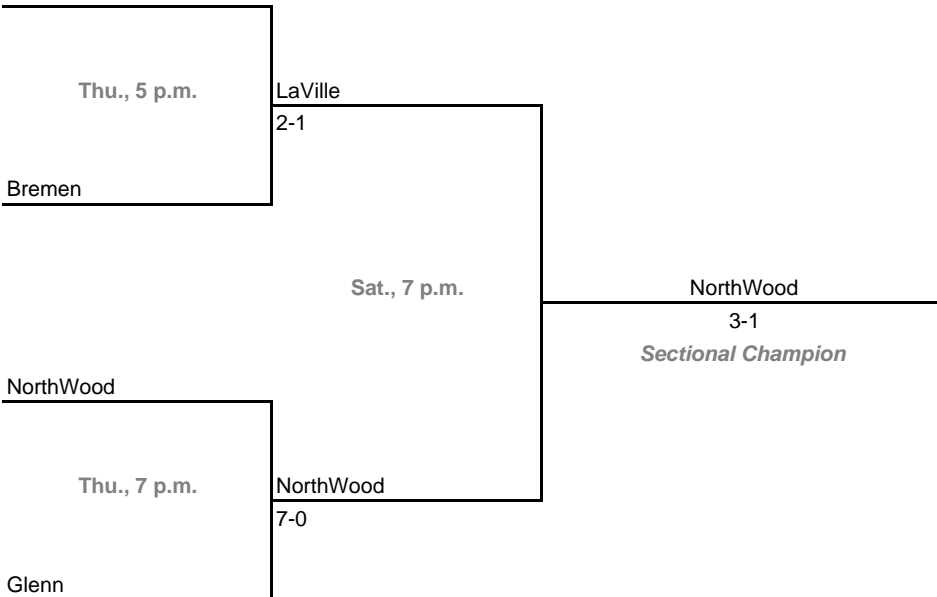 Thu., 5 p.m.
LaVille
2-1
Bremen
Sat., 7 p.m.
NorthWood
3-1
Sectional Champion
NorthWood
Thu., 7 p.m.
NorthWood
7-0
Glenn